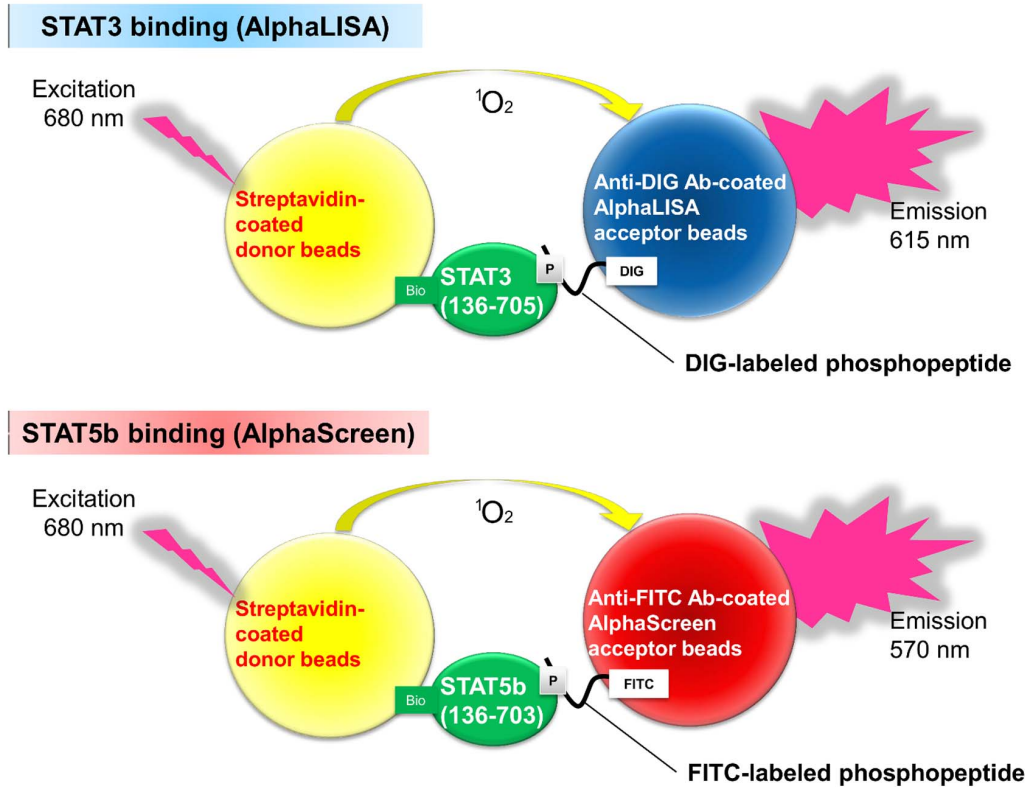 STAT3 binding (AlphaLISA)
Excitation
680 nm
¹O₂
Streptavidin-
coated
donor beads
Anti-DIG Ab-coated
AlphaLISA
acceptor beads
Emission
615 nm
Bio
STAT3
(136-705)
P
DIG
DIG-labeled phosphopeptide
STAT5b binding (AlphaScreen)
Excitation
680 nm
¹O₂
Streptavidin-
coated
donor beads
Anti-FITC Ab-coated
AlphaScreen
acceptor beads
Emission
570 nm
Bio
STAT5b
(136-703)
P
FITC
FITC-labeled phosphopeptide